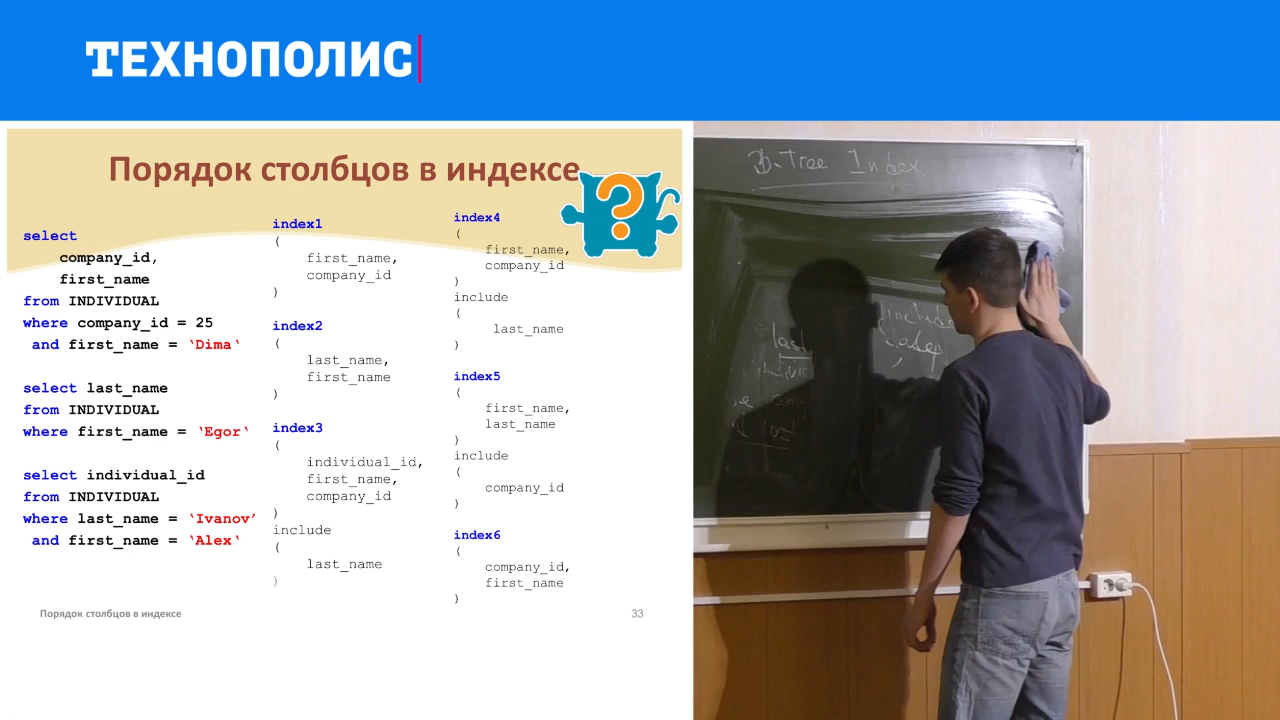 ТЕХНОПОЛИС
Порядок столбцов в индексе
select
company_id,
first_name
from INDIVIDUAL
where company_id = 25
and first_name = ‘Dima‘
select last_name
from INDIVIDUAL
where first_name = ‘Egor‘
select individual_id
from INDIVIDUAL
where last_name = ‘Ivanov’
and first_name = ‘Alex‘
index1
(
first_name,
company_id
)
index2
(
last_name,
first_name
)
index3
(
individual_id,
first_name,
company_id
)
include
(
last_name
)
index4
(
first_name,
company_id
)
include
(
last_name
)
index5
(
first_name,
last_name
)
include
(
company_id
)
index6
(
company_id,
first_name
)
Порядок столбцов в индексе
33
B-Tree Index